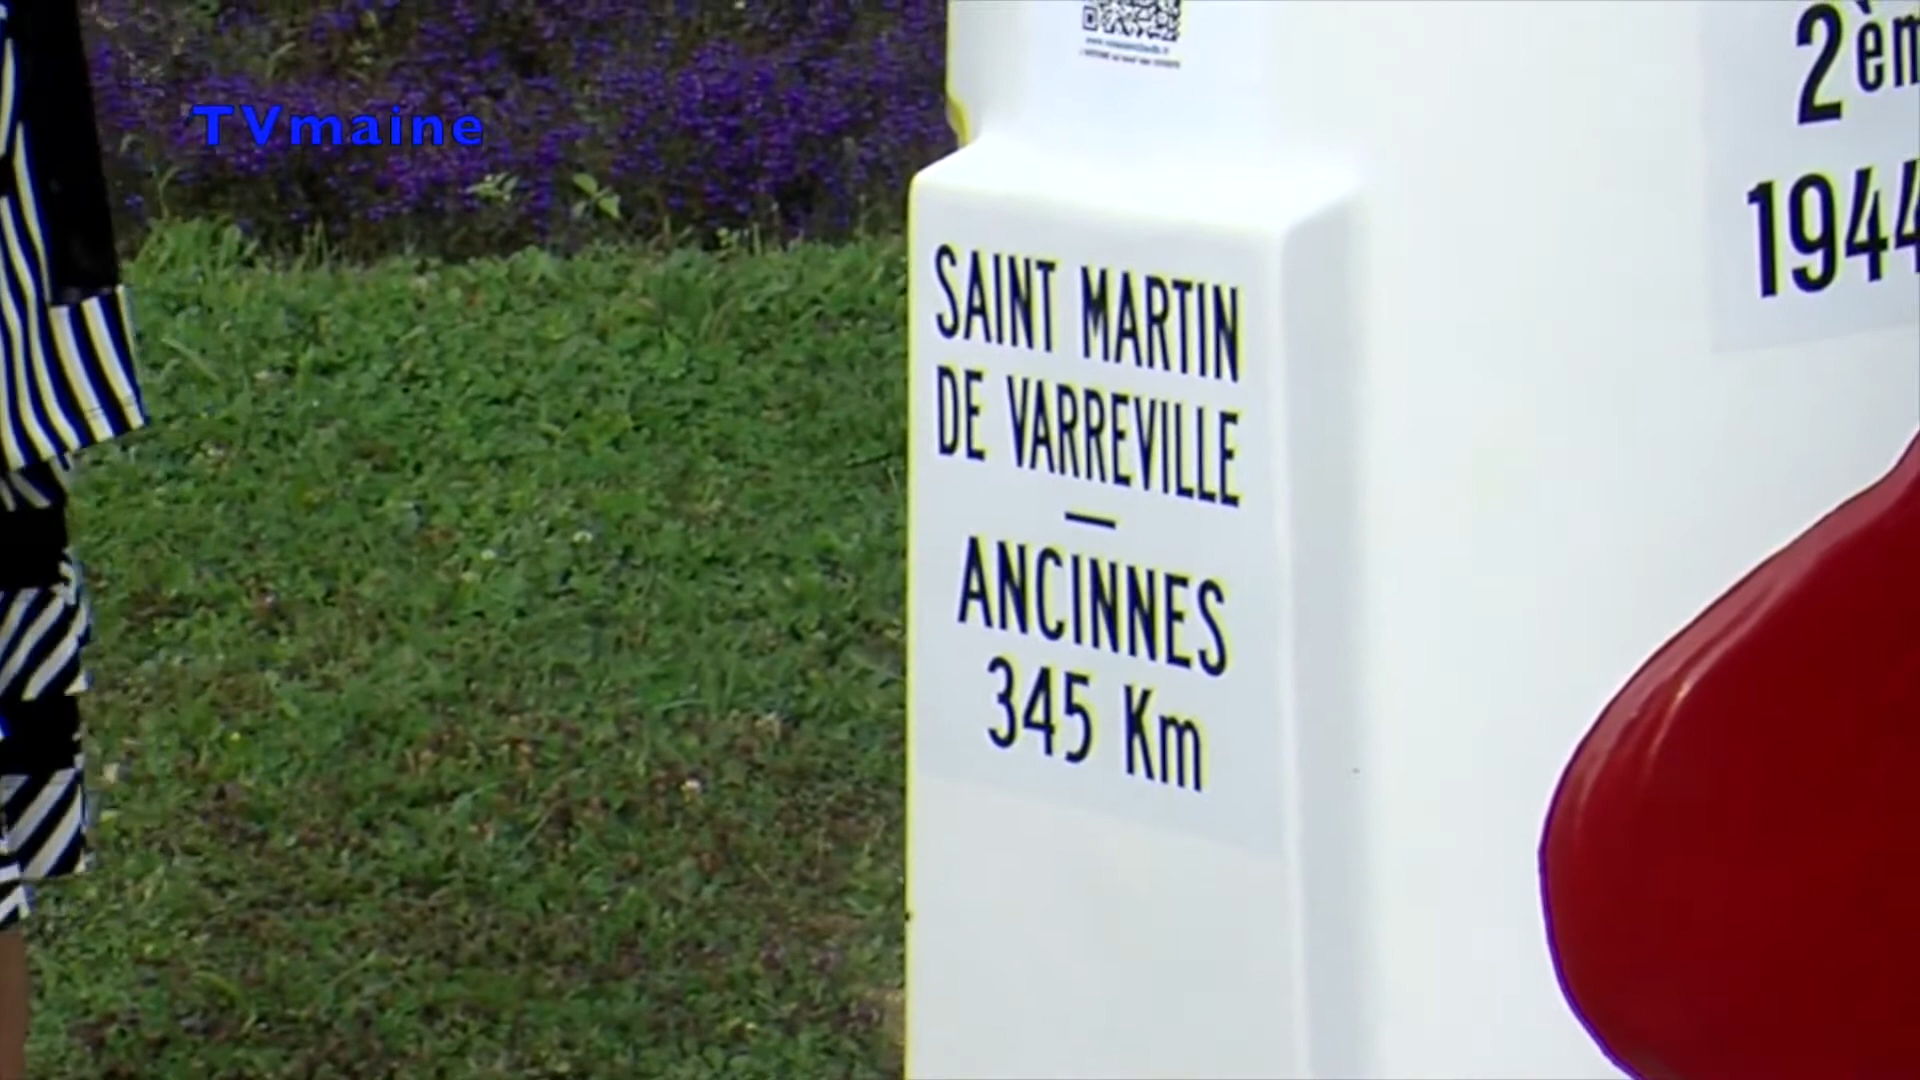 TVmaine
SAINT MARTIN
DE VARREVILLE
—
ANCINNES
345 Km
2èm
1944